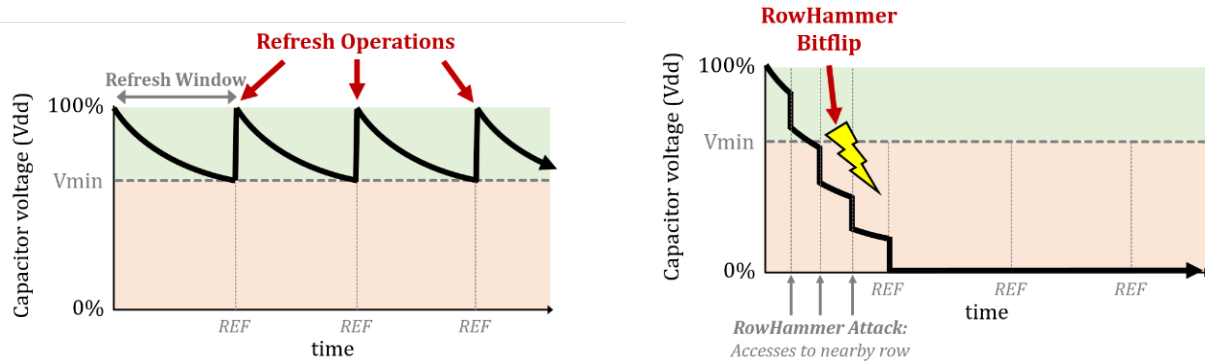 Refresh Operations
Refresh Window
100%
Vmin
0%
Capacitor voltage (Vdd)
REF
REF
REF
time
RowHammer
Bitflip
100%
Vmin
0%
Capacitor voltage (Vdd)
REF
REF
REF
time
RowHammer Attack:
Accesses to nearby row